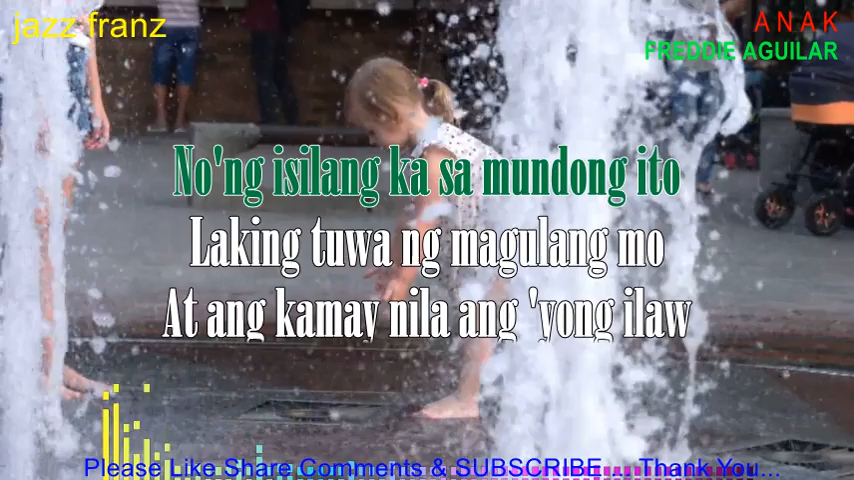 jazz franz
A N A K
FREDDIE AGUILAR
No'ng isilang ka sa mundong ito
Laking tuwa ng magulang mo
At ang kamay nila ang 'yong ilaw
Please Like Share Comments & SUBSCRIBE.... Thank You...